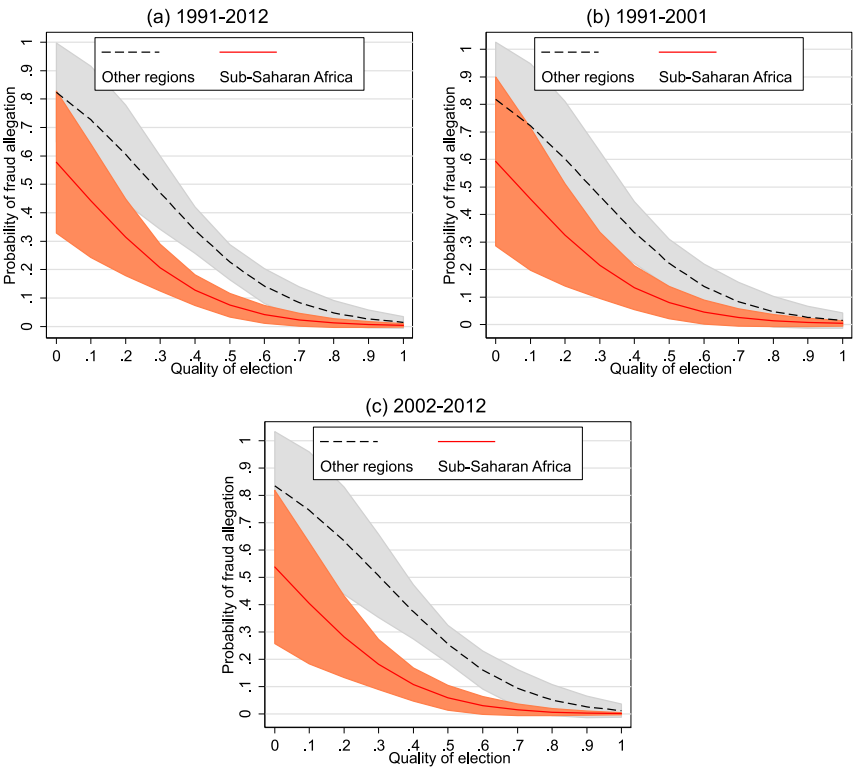 (a) 1991-2012
Other regions
Sub-Saharan Africa
Probability of fraud allegation
1
.9
.8
.7
.6
.5
.4
.3
.2
.1
0
0 .1 .2 .3 .4 .5 .6 .7 .8 .9 1
Quality of election
(b) 1991-2001
Other regions
Sub-Saharan Africa
Probability of fraud allegation
1
.9
.8
.7
.6
.5
.4
.3
.2
.1
0
0 .1 .2 .3 .4 .5 .6 .7 .8 .9 1
Quality of election
(c) 2002-2012
Other regions
Sub-Saharan Africa
Probability of fraud allegation
1
.9
.8
.7
.6
.5
.4
.3
.2
.1
0
0 .1 .2 .3 .4 .5 .6 .7 .8 .9 1
Quality of election